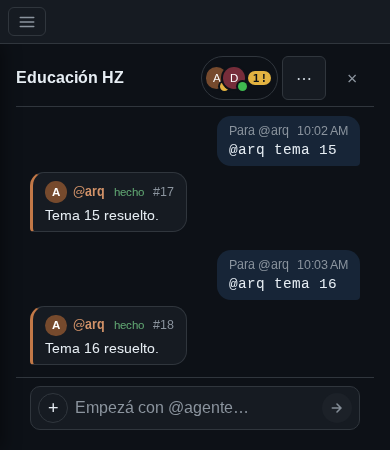 Educación HZ
A D 1!
...
×
Para @arq 10:02 AM
@arq tema 15
A @arq hecho #17
Tema 15 resuelto.
Para @arq 10:03 AM
@arq tema 16
A @arq hecho #18
Tema 16 resuelto.
+ Empezá con @agente…